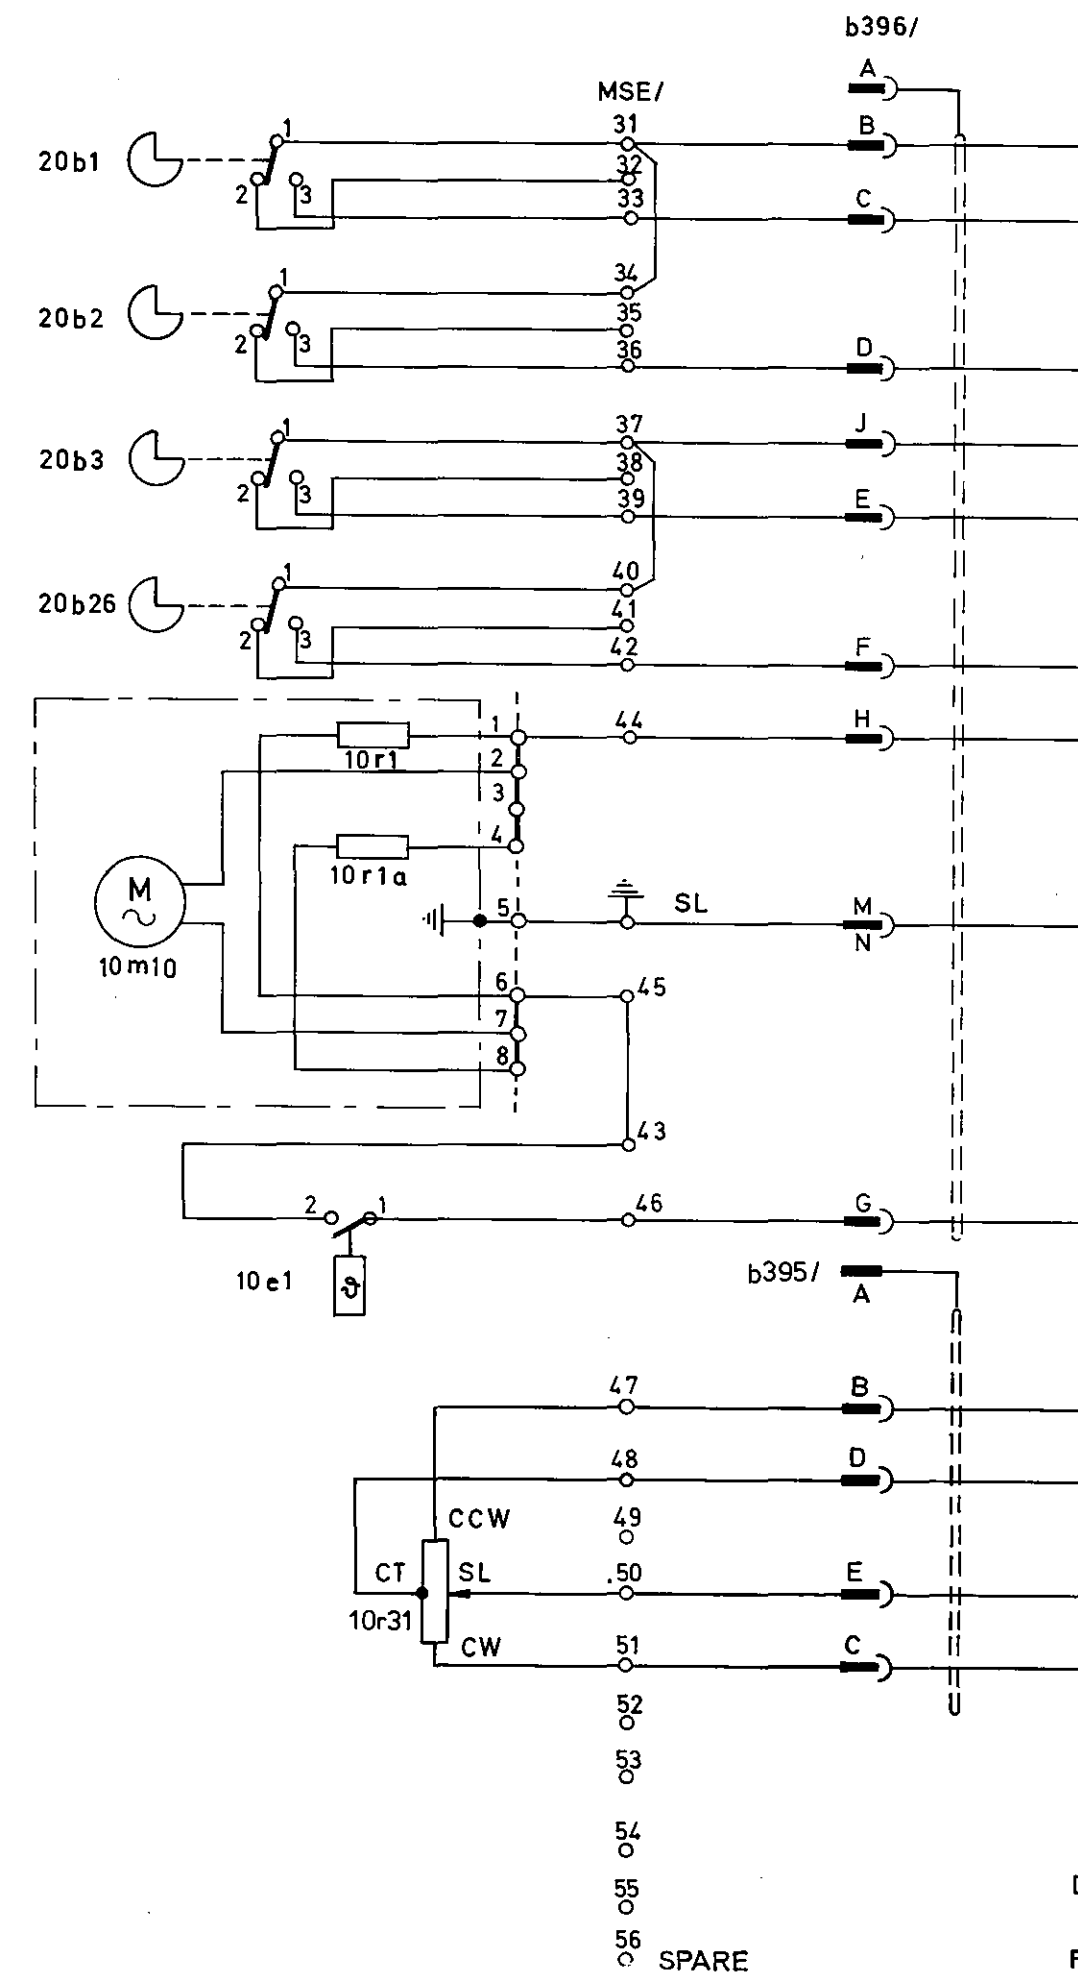 b396/
A
MSE/
31
B
1
20b1
32
2
3
33
C
1
34
20b2
35
2
3
36
D
1
37
J
20b3
38
2
3
39
E
1
40
20b26
41
2
3
42
F
1
44
H
10r1
2
3
4
10r1a
M
5
SL
M
N
10m10
6
45
7
8
43
2
1
46
G
10e1
ϑ
b395/
A
47
B
48
D
CCW
49
CT
SL
.50
E
10r31
CW
51
C
52
53
54
55
56
SPARE